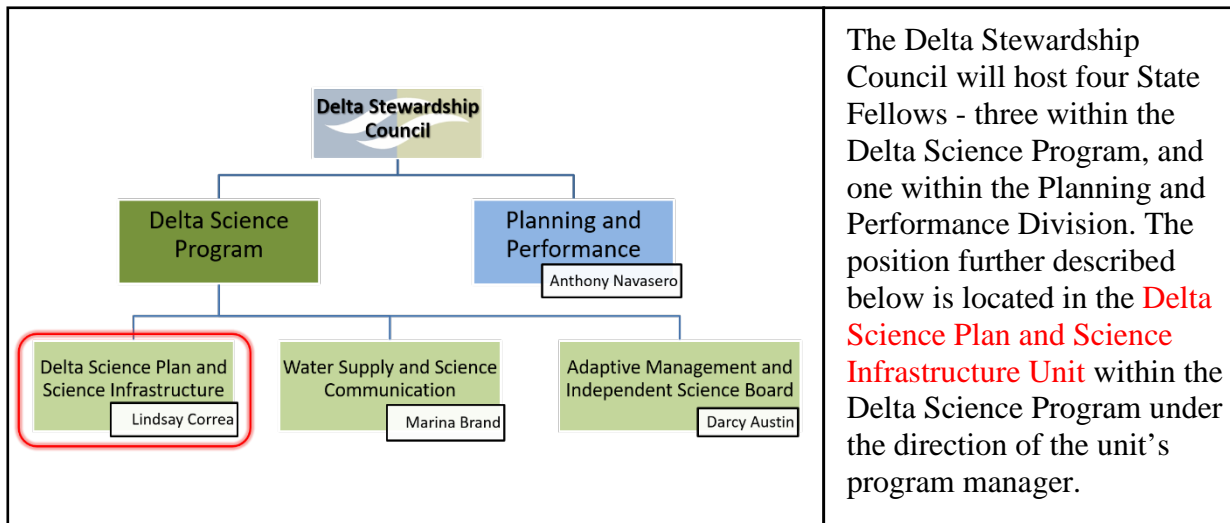 Delta Stewardship
Council
Delta Science
Program
Planning and
Performance
Anthony Navasero
Delta Science Plan and
Science Infrastructure
Lindsay Correa
Water Supply and Science
Communication
Marina Brand
Adaptive Management and
Independent Science Board
Darcy Austin
The Delta Stewardship
Council will host four State
Fellows - three within the
Delta Science Program, and
one within the Planning and
Performance Division. The
position further described
below is located in the Delta
Science Plan and Science
Infrastructure Unit within the
Delta Science Program under
the direction of the unit’s
program manager.